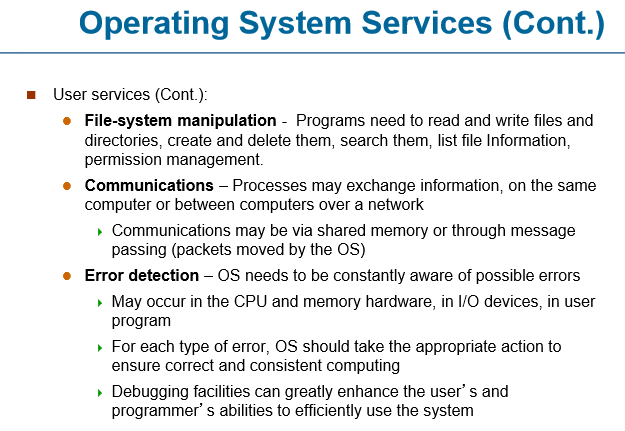 Operating System Services (Cont.)
User services (Cont.):
File-system manipulation -  Programs need to read and write files and
directories, create and delete them, search them, list file Information,
permission management.
Communications – Processes may exchange information, on the same
computer or between computers over a network
Communications may be via shared memory or through message
passing (packets moved by the OS)
Error detection – OS needs to be constantly aware of possible errors
May occur in the CPU and memory hardware, in I/O devices, in user
program
For each type of error, OS should take the appropriate action to
ensure correct and consistent computing
Debugging facilities can greatly enhance the user’s and
programmer’s abilities to efficiently use the system